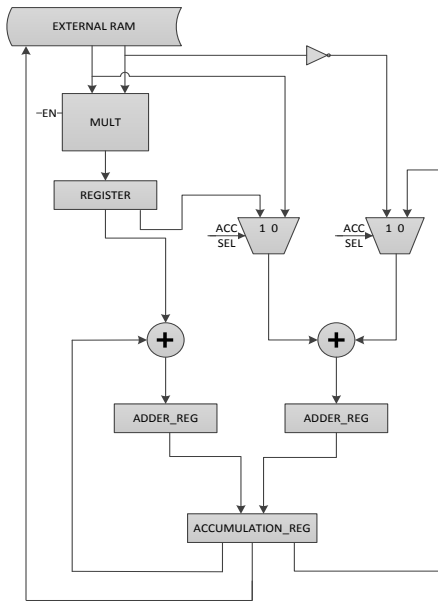 EXTERNAL RAM
EN
MULT
REGISTER
ACC
SEL
1 0
ACC
SEL
1 0
+
+
ADDER_REG
ADDER_REG
ACCUMULATION_REG